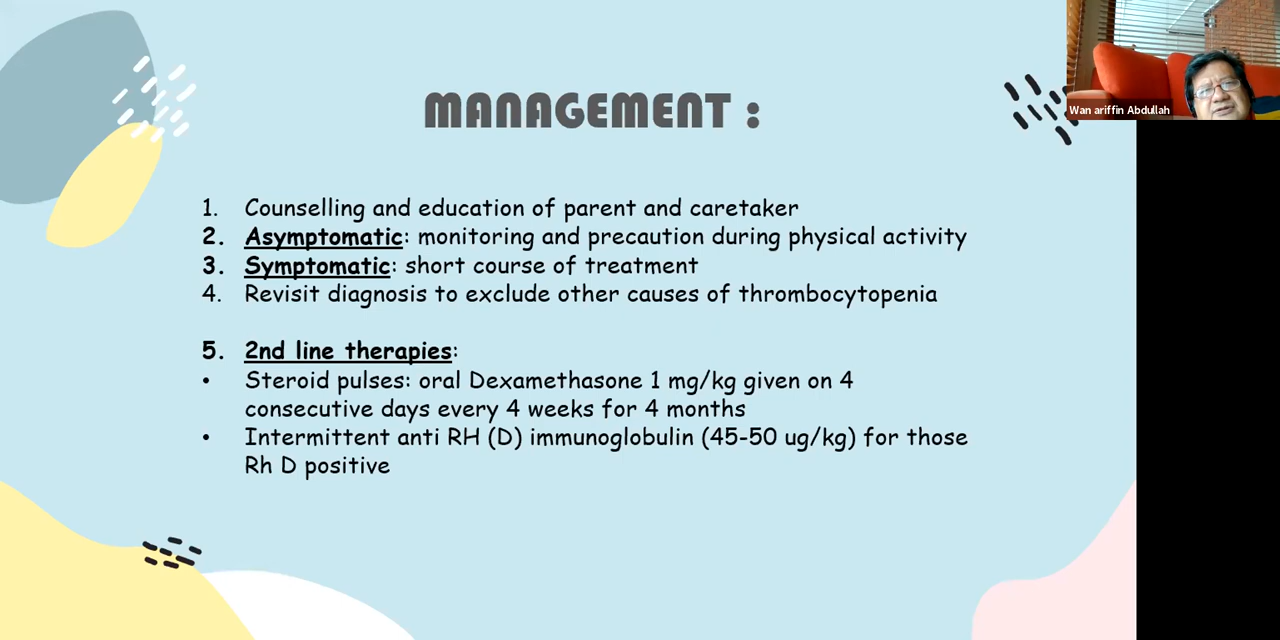 Wan ariffin Abdullah
MANAGEMENT :
1. Counselling and education of parent and caretaker
2. Asymptomatic: monitoring and precaution during physical activity
3. Symptomatic: short course of treatment
4. Revisit diagnosis to exclude other causes of thrombocytopenia
5. 2nd line therapies:
• Steroid pulses: oral Dexamethasone 1 mg/kg given on 4
consecutive days every 4 weeks for 4 months
• Intermittent anti RH (D) immunoglobulin (45-50 ug/kg) for those
Rh D positive